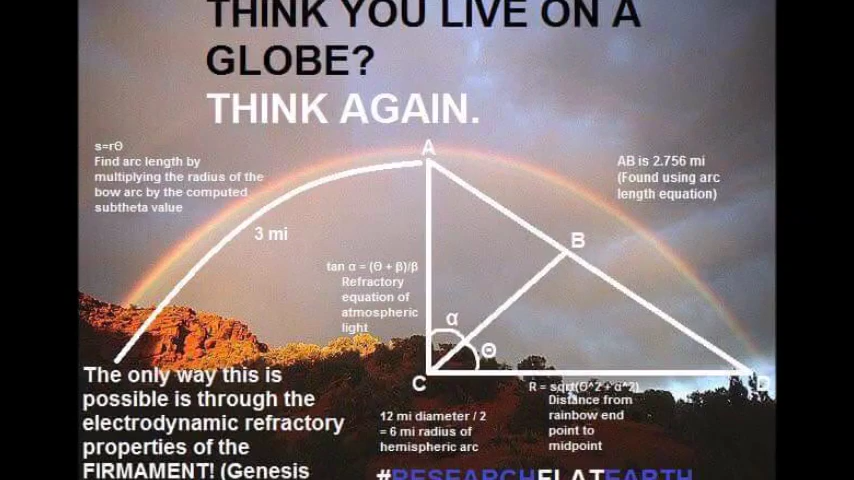 THINK YOU LIVE ON A
GLOBE?
THINK AGAIN.
s=rΘ
Find arc length by
multiplying the radius of the
bow arc by the computed
subtheta value
A
AB is 2.756 mi
(Found using arc
length equation)
3 mi
B
tan α = (Θ + β)/β
Refractory
equation of
atmospheric
light
α
Θ
C
D
The only way this is
possible is through the
electrodynamic refractory
properties of the
FIRMAMENT! (Genesis
12 mi diameter / 2
= 6 mi radius of
hemispheric arc
R = sqrt(Θ^2 + α^2)
Distance from
rainbow end
point to
midpoint
#RESEARCHFLATEARTH